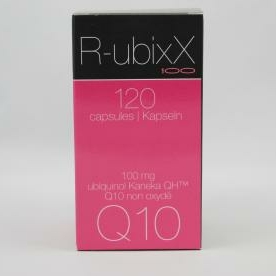 R-ubixX
100
120
capsules | Kapseln
100 mg
ubiquinol Kaneka QH™
Q10 non oxydé
Q10